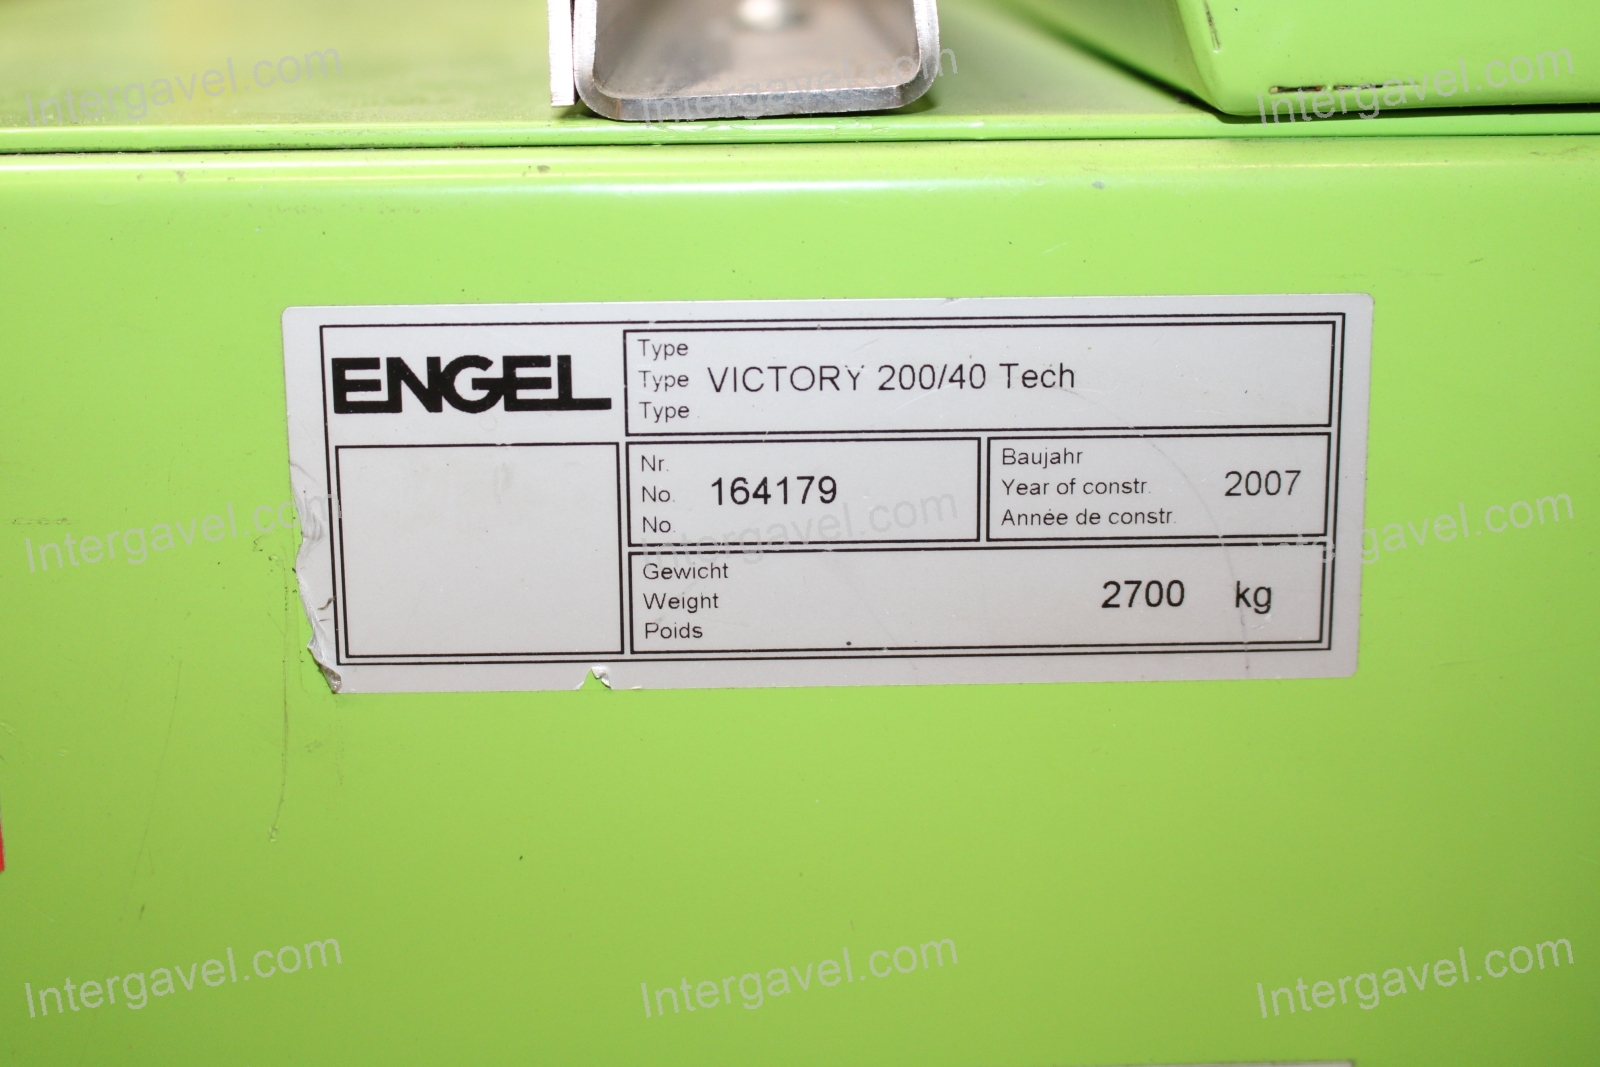 Intergavel.com Intergavel.com Intergavel.com
ENGEL
Type
Type VICTORY 200/40 Tech
Type
Nr.
No. 164179
No.
Baujahr
Year of constr. 2007
Année de constr.
Intergavel.com Intergavel.com Intergavel.com
Gewicht
Weight 2700 kg
Poids
Intergavel.com Intergavel.com Intergavel.com